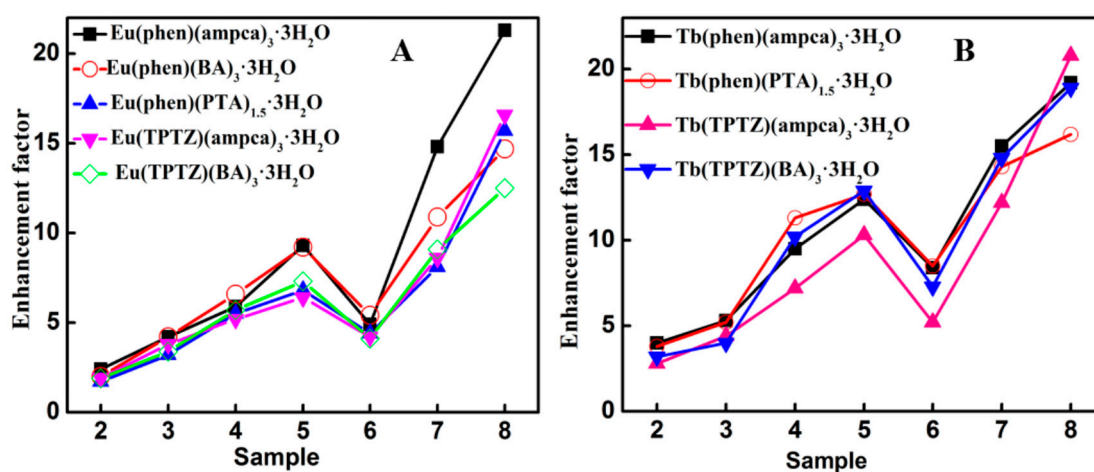 A
Eu(phen)(ampca)₃·3H₂O
Eu(phen)(BA)₃·3H₂O
Eu(phen)(PTA)₁.₅·3H₂O
Eu(TPTZ)(ampca)₃·3H₂O
Eu(TPTZ)(BA)₃·3H₂O
Enhancement factor
20
15
10
5
0
2 3 4 5 6 7 8
Sample
B
Tb(phen)(ampca)₃·3H₂O
Tb(phen)(PTA)₁.₅·3H₂O
Tb(TPTZ)(ampca)₃·3H₂O
Tb(TPTZ)(BA)₃·3H₂O
Enhancement factor
20
15
10
5
0
2 3 4 5 6 7 8
Sample